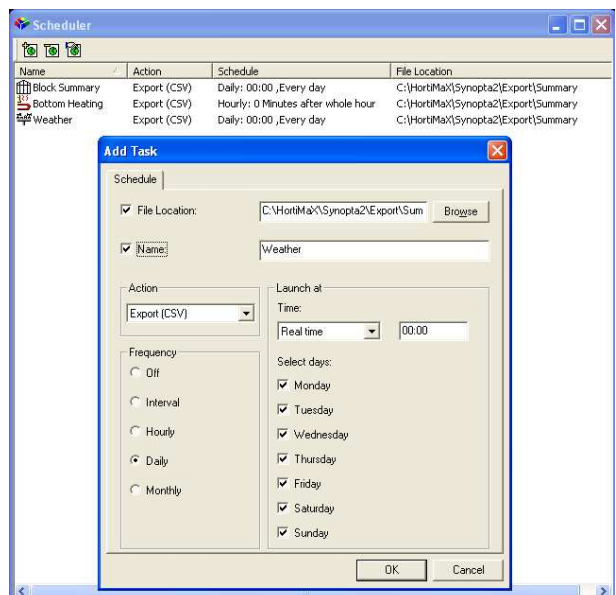 Scheduler
Name Action Schedule File Location
Block Summary Export (CSV) Daily: 00:00 ,Every day C:\HortiMaX\Synopta2\Export\Summary
Bottom Heating Export (CSV) Hourly: 0 Minutes after whole hour C:\HortiMaX\Synopta2\Export\Summary
Weather Export (CSV) Daily: 00:00 ,Every day C:\HortiMaX\Synopta2\Export\Summary
Add Task
Schedule
File Location: C:\HortiMaX\Synopta2\Export\Sum Browse
Name: Weather
Action
Export (CSV)
Launch at
Time:
Real time 00:00
Frequency
Off
Interval
Hourly
Daily
Monthly
Select days:
Monday
Tuesday
Wednesday
Thursday
Friday
Saturday
Sunday
OK Cancel